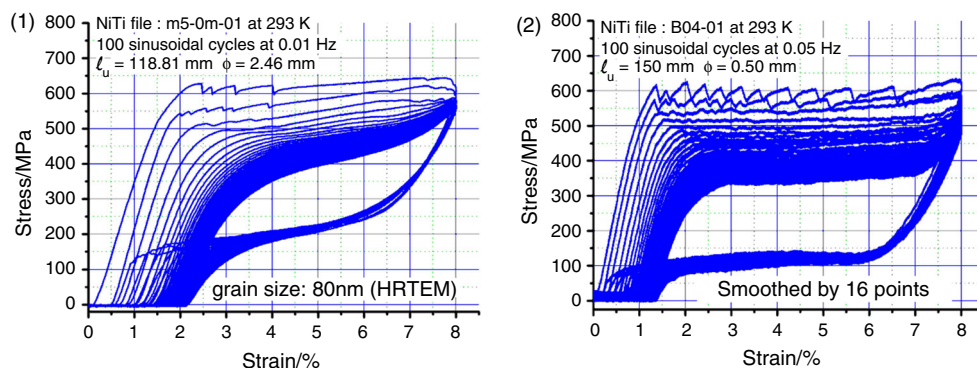 (1)
NiTi file : m5-0m-01 at 293 K
100 sinusoidal cycles at 0.01 Hz
ℓu = 118.81 mm ϕ = 2.46 mm
800
700
600
500
400
300
200
100
0
Stress/MPa
grain size: 80nm (HRTEM)
0 1 2 3 4 5 6 7 8
Strain/%
(2)
NiTi file : B04-01 at 293 K
100 sinusoidal cycles at 0.05 Hz
ℓu = 150 mm ϕ = 0.50 mm
700
600
500
400
300
200
100
0
Stress/MPa
Smoothed by 16 points
0 1 2 3 4 5 6 7 8
Strain/%